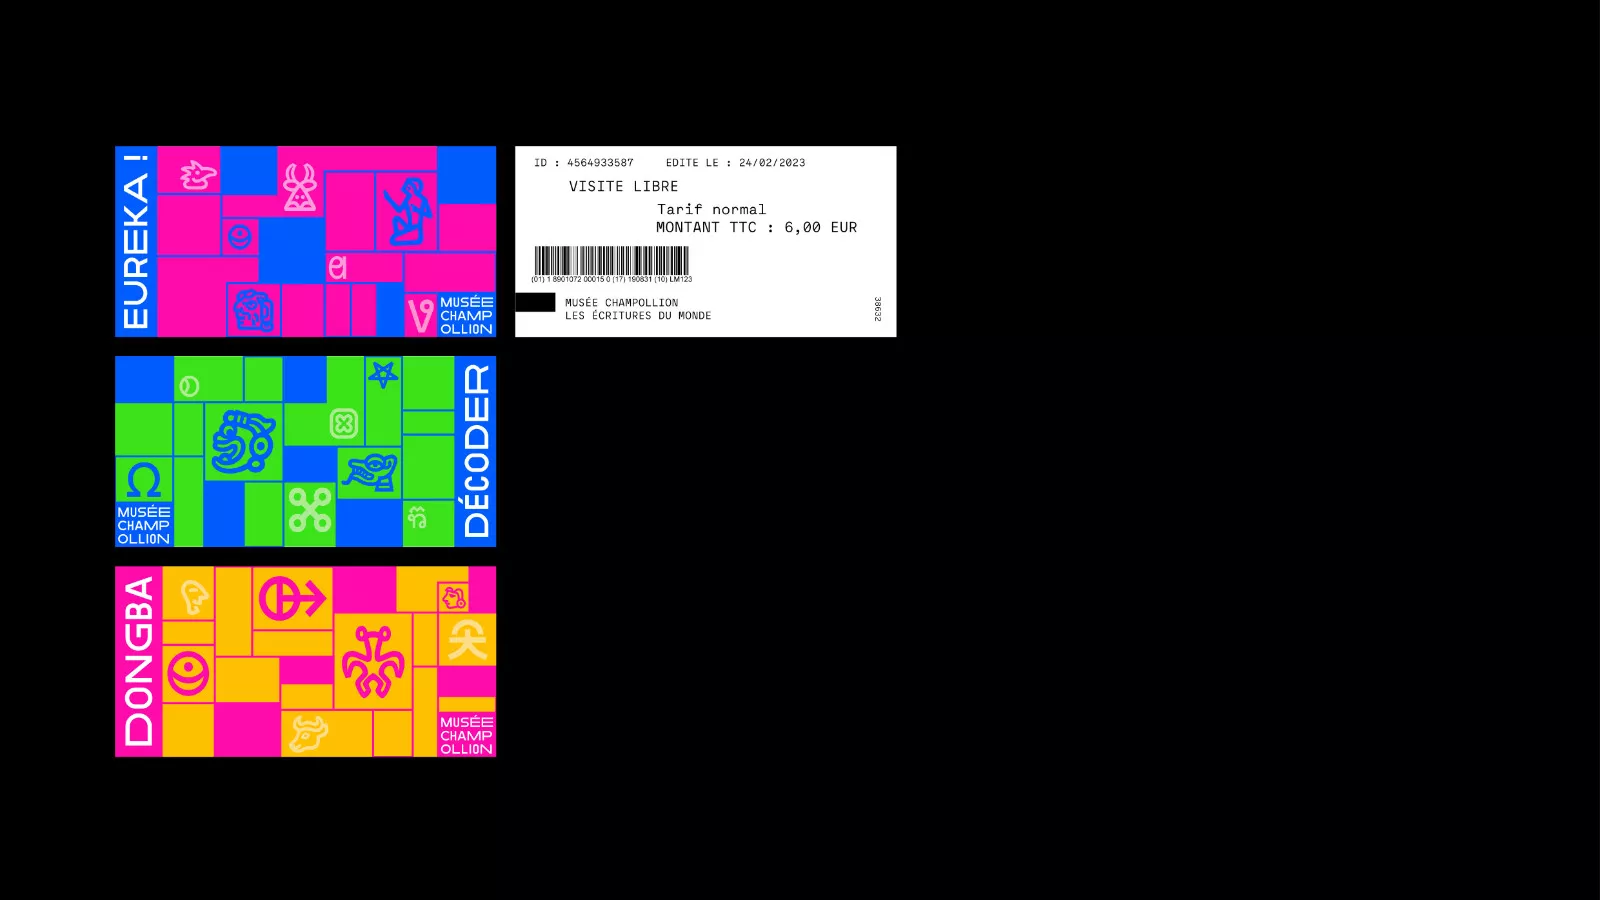 EUREKA !
MUSÉE
CHAMP
OLLION
ID : 4564933587 EDITE LE : 24/02/2023
VISITE LIBRE
Tarif normal
MONTANT TTC : 6,00 EUR
(01) 1 8901072 00015 0 (17) 190831 (10) LM123
MUSÉE CHAMPOLLION
LES ÉCRITURES DU MONDE
38632
DÉCODER
Ω
MUSÉE
CHAMP
OLLION
DONGBA
MUSÉE
CHAMP
OLLION